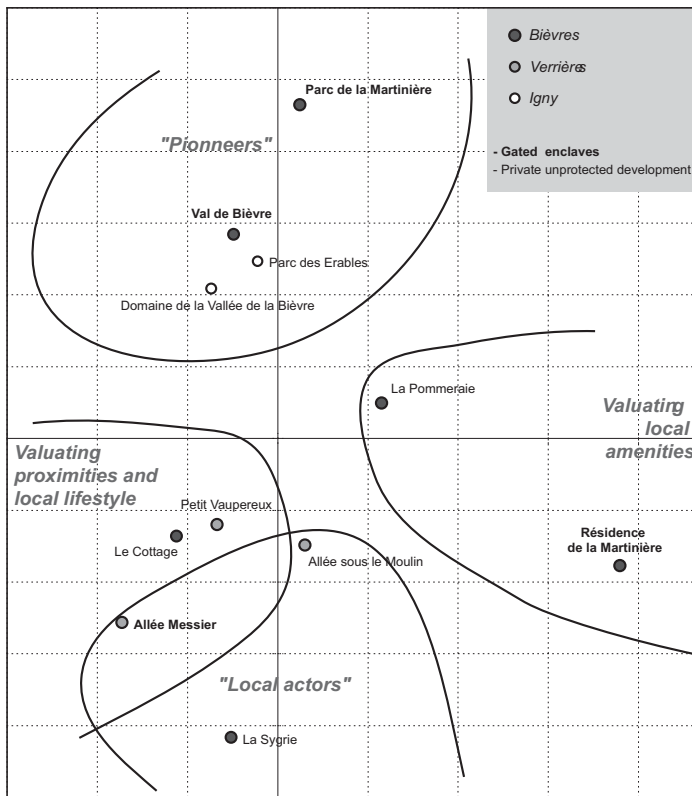 Bièvres
Verrières
Igny
- Gated enclaves
- Private unprotected development
Parc de la Martinière
"Pionneers"
Val de Bièvre
Parc des Erables
Domaine de la Vallée de la Bièvre
La Pommeraie
Valuating
local
amenities
Valuating
proximities and
local lifestyle
Petit Vaupereux
Le Cottage
Allée sous le Moulin
Résidence
de la Martinière
Allée Messier
"Local actors"
La Sygrie